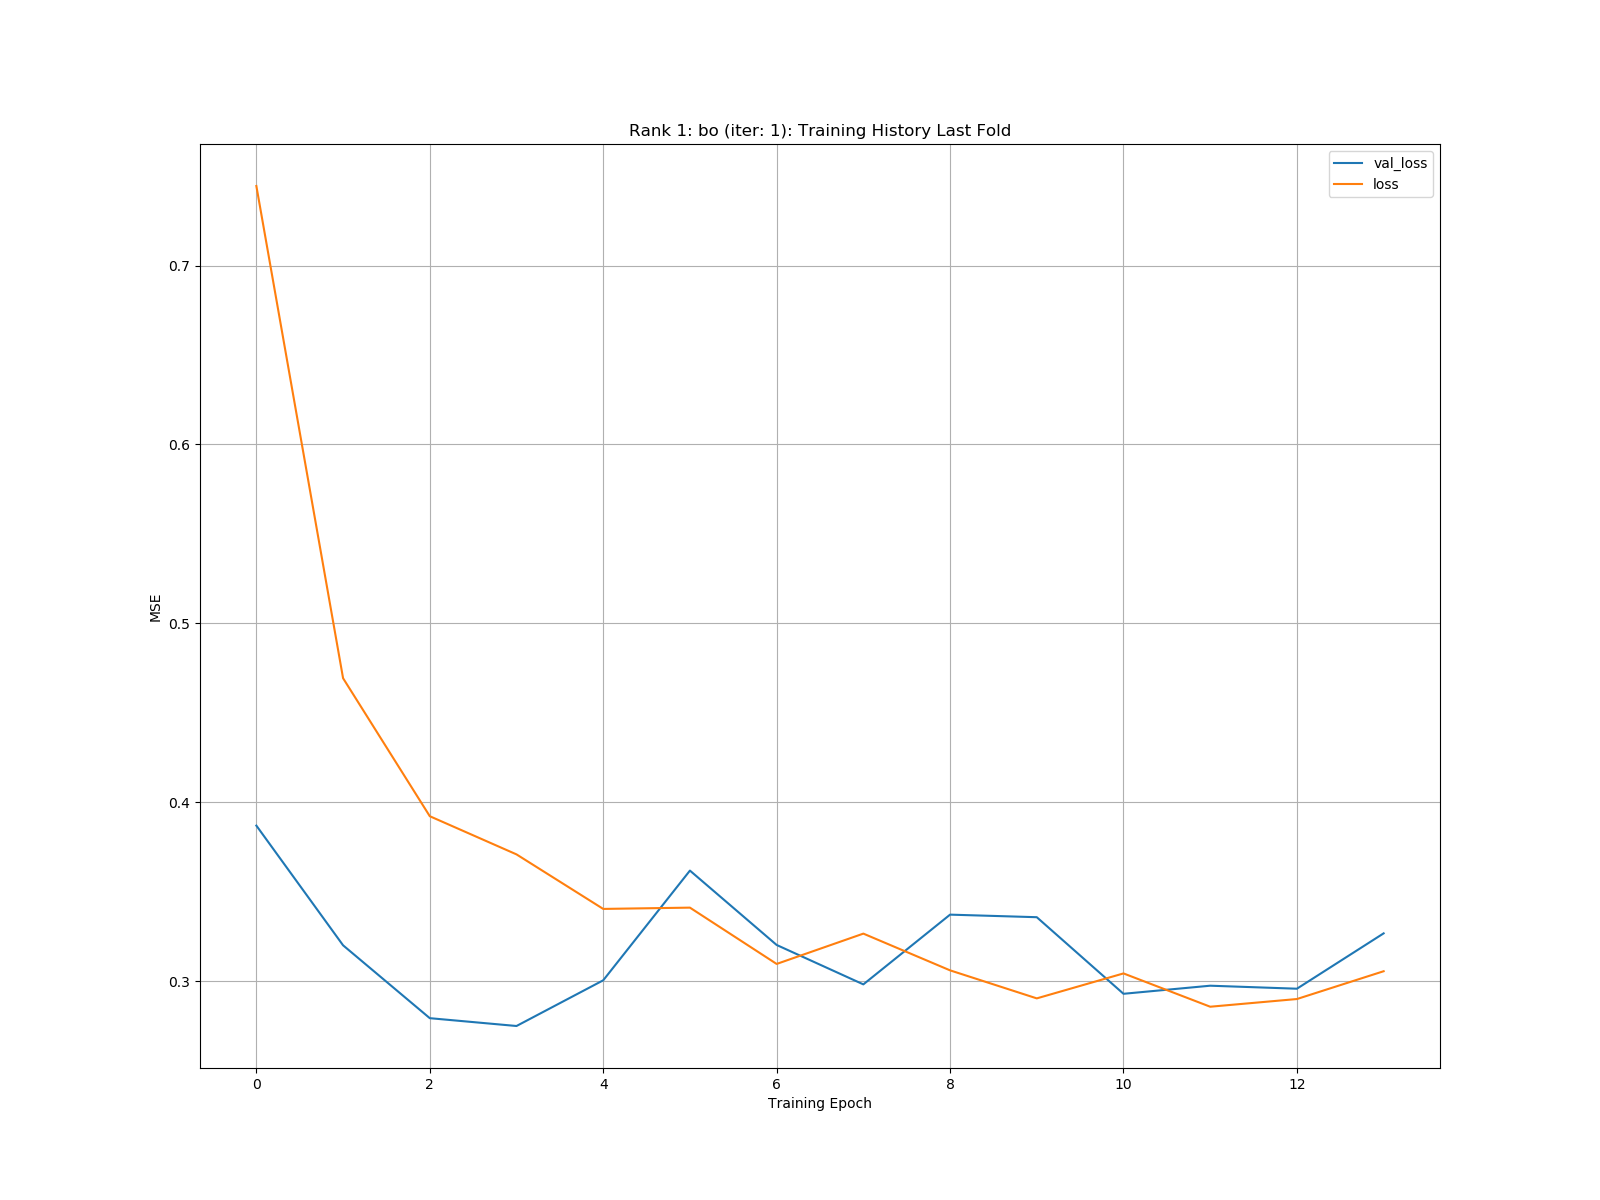 Rank 1: bo (iter: 1): Training History Last Fold
val_loss
loss
0.7
0.6
0.5
0.4
0.3
MSE
0 2 4 6 8 10 12
Training Epoch